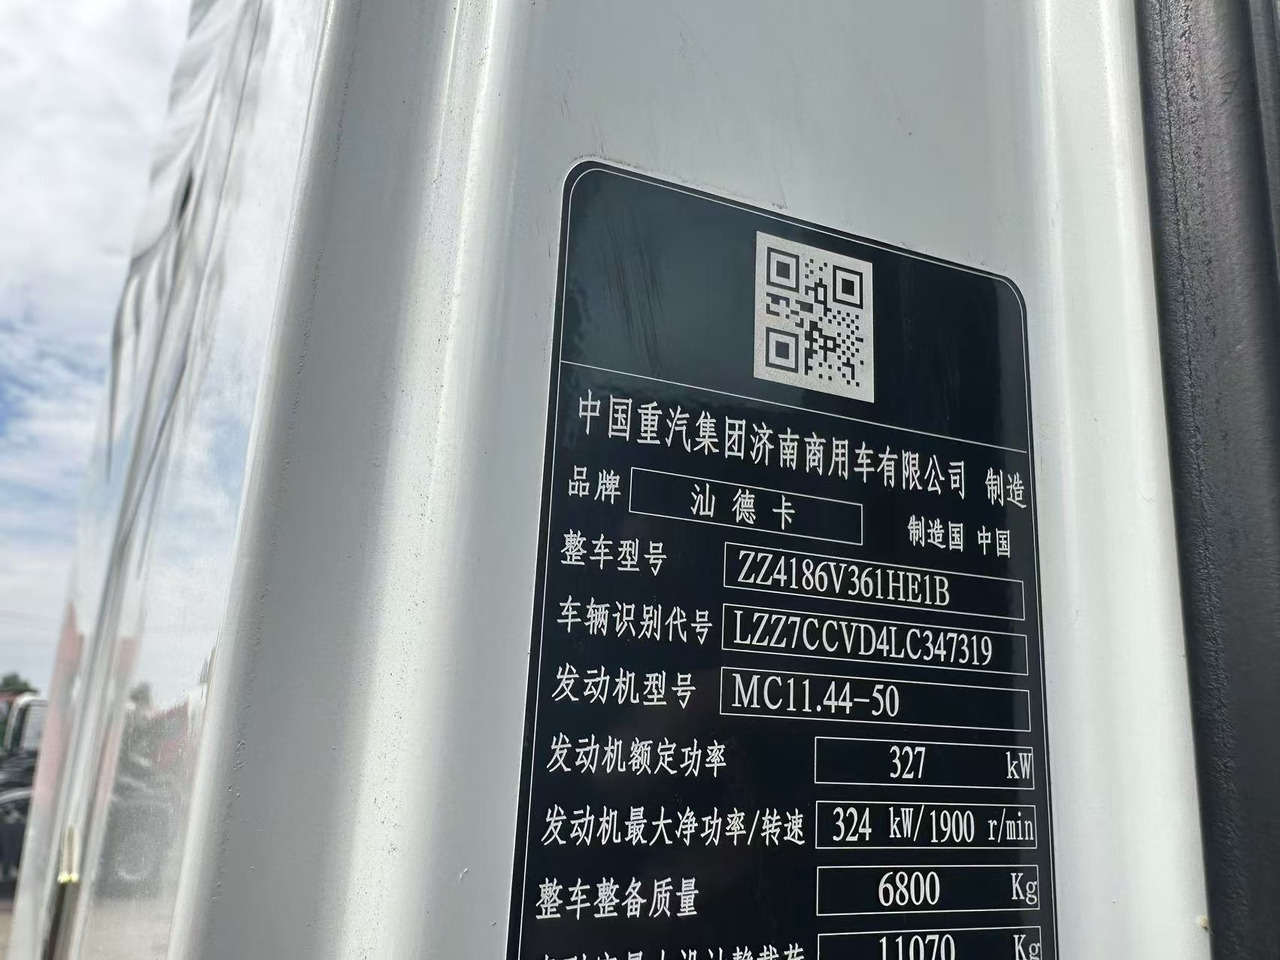 中国重汽集团济南商用车有限公司 制造
品牌 汕德卡
制造国 中国
整车型号 ZZ4186V361HE1B
车辆识别代号 LZZ7CCVD4LC347319
发动机型号 MC11.44-50
发动机额定功率 327 kW
发动机最大净功率/转速 324 kW/1900 r/min
整车整备质量 6800 Kg
11070 Kg